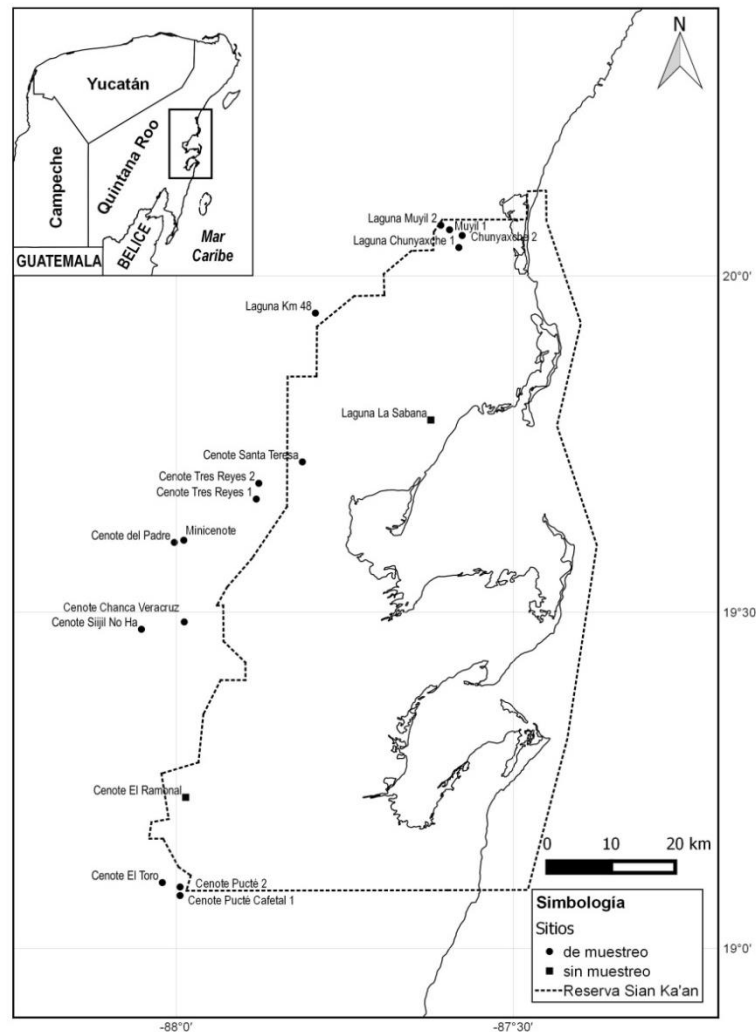 Yucatán
Campeche
Quintana Roo
BELICE
Mar
Caribe
GUATEMALA
N
Laguna Muyil 2
Muyil 1
Chunyaxche 2
Laguna Chunyaxche 1
20°0'
Laguna Km 48
Laguna La Sabana
Cenote Santa Teresa
Cenote Tres Reyes 2
Cenote Tres Reyes 1
Cenote del Padre
Minicenote
Cenote Chanca Veracruz
19°30
Cenote Siijil No Ha
Cenote El Ramonal
0 10 20 km
Cenote El Toro
Cenote Pucté 2
Cenote Pucté Cafetal 1
Simbología
Sitios
de muestreo
sin muestreo
Reserva Sian Ka'an
19°0'
-88°0'
-87°30'